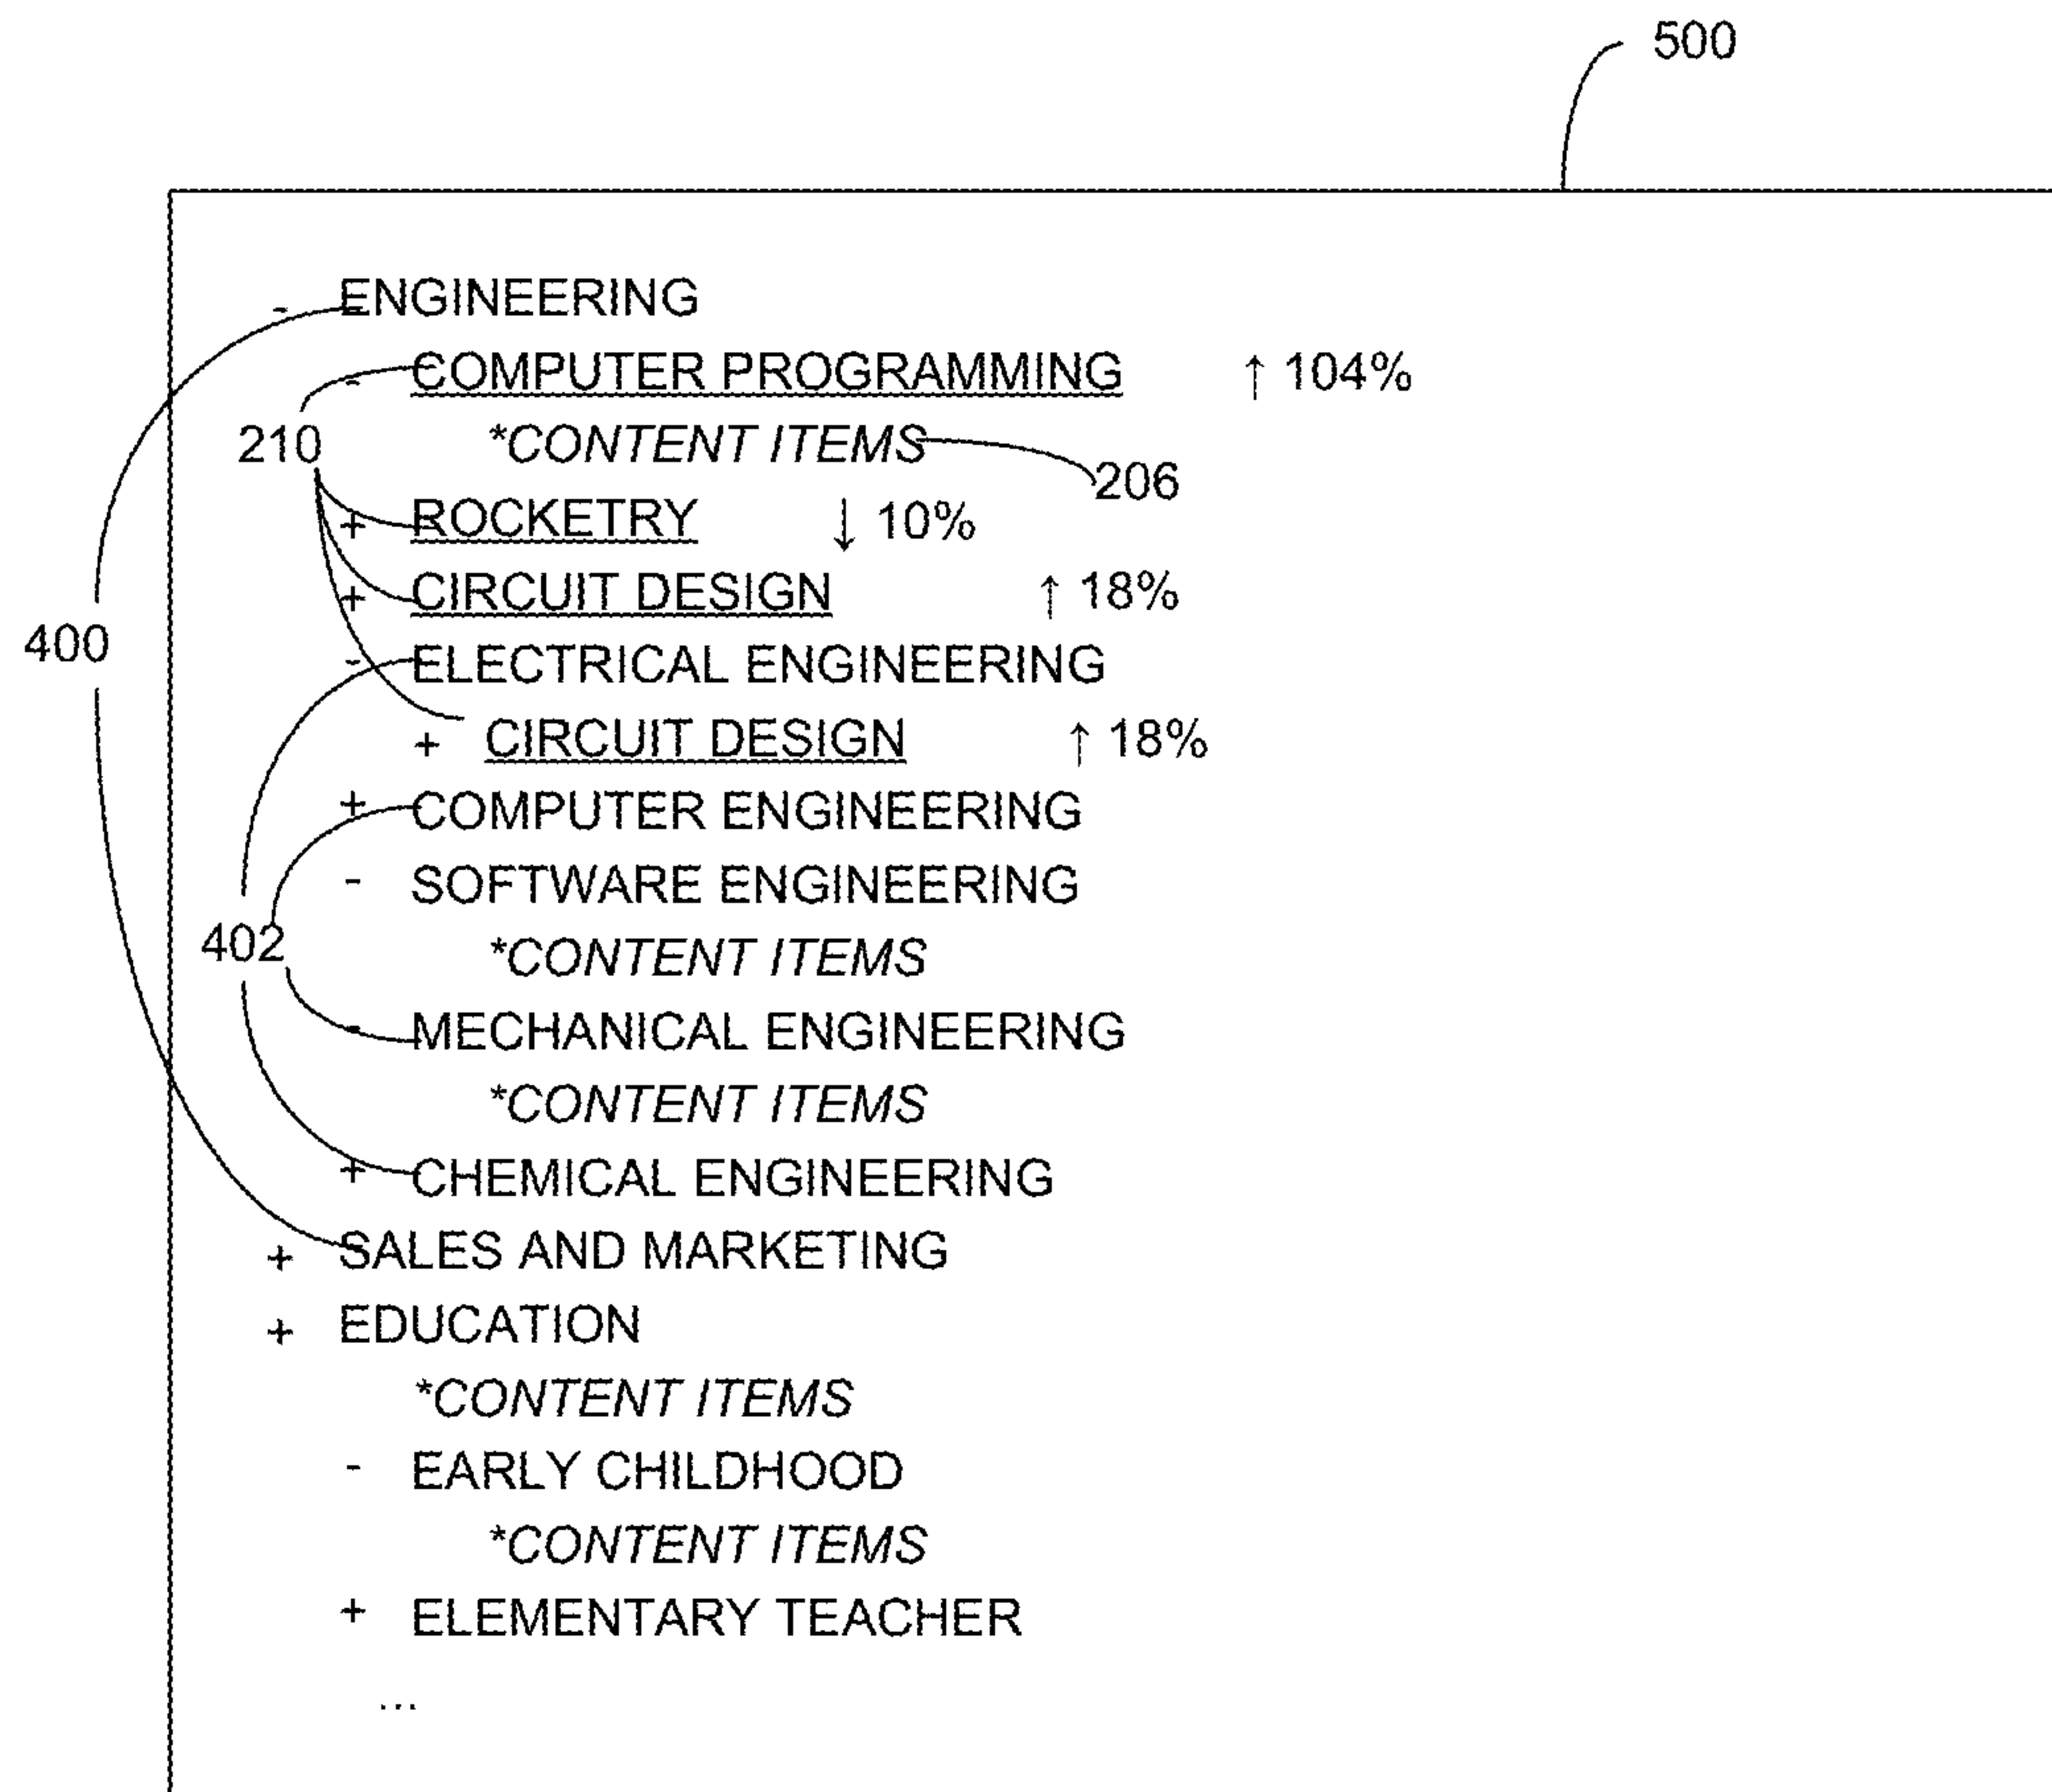 500
- ENGINEERING
- COMPUTER PROGRAMMING ↑ 104%
210 *CONTENT ITEMS
206
+ ROCKETRY ↓ 10%
+ CIRCUIT DESIGN ↑ 18%
400
- ELECTRICAL ENGINEERING
+ CIRCUIT DESIGN ↑ 18%
+ COMPUTER ENGINEERING
- SOFTWARE ENGINEERING
402 *CONTENT ITEMS
- MECHANICAL ENGINEERING
*CONTENT ITEMS
+ CHEMICAL ENGINEERING
+ SALES AND MARKETING
+ EDUCATION
*CONTENT ITEMS
- EARLY CHILDHOOD
*CONTENT ITEMS
+ ELEMENTARY TEACHER
...